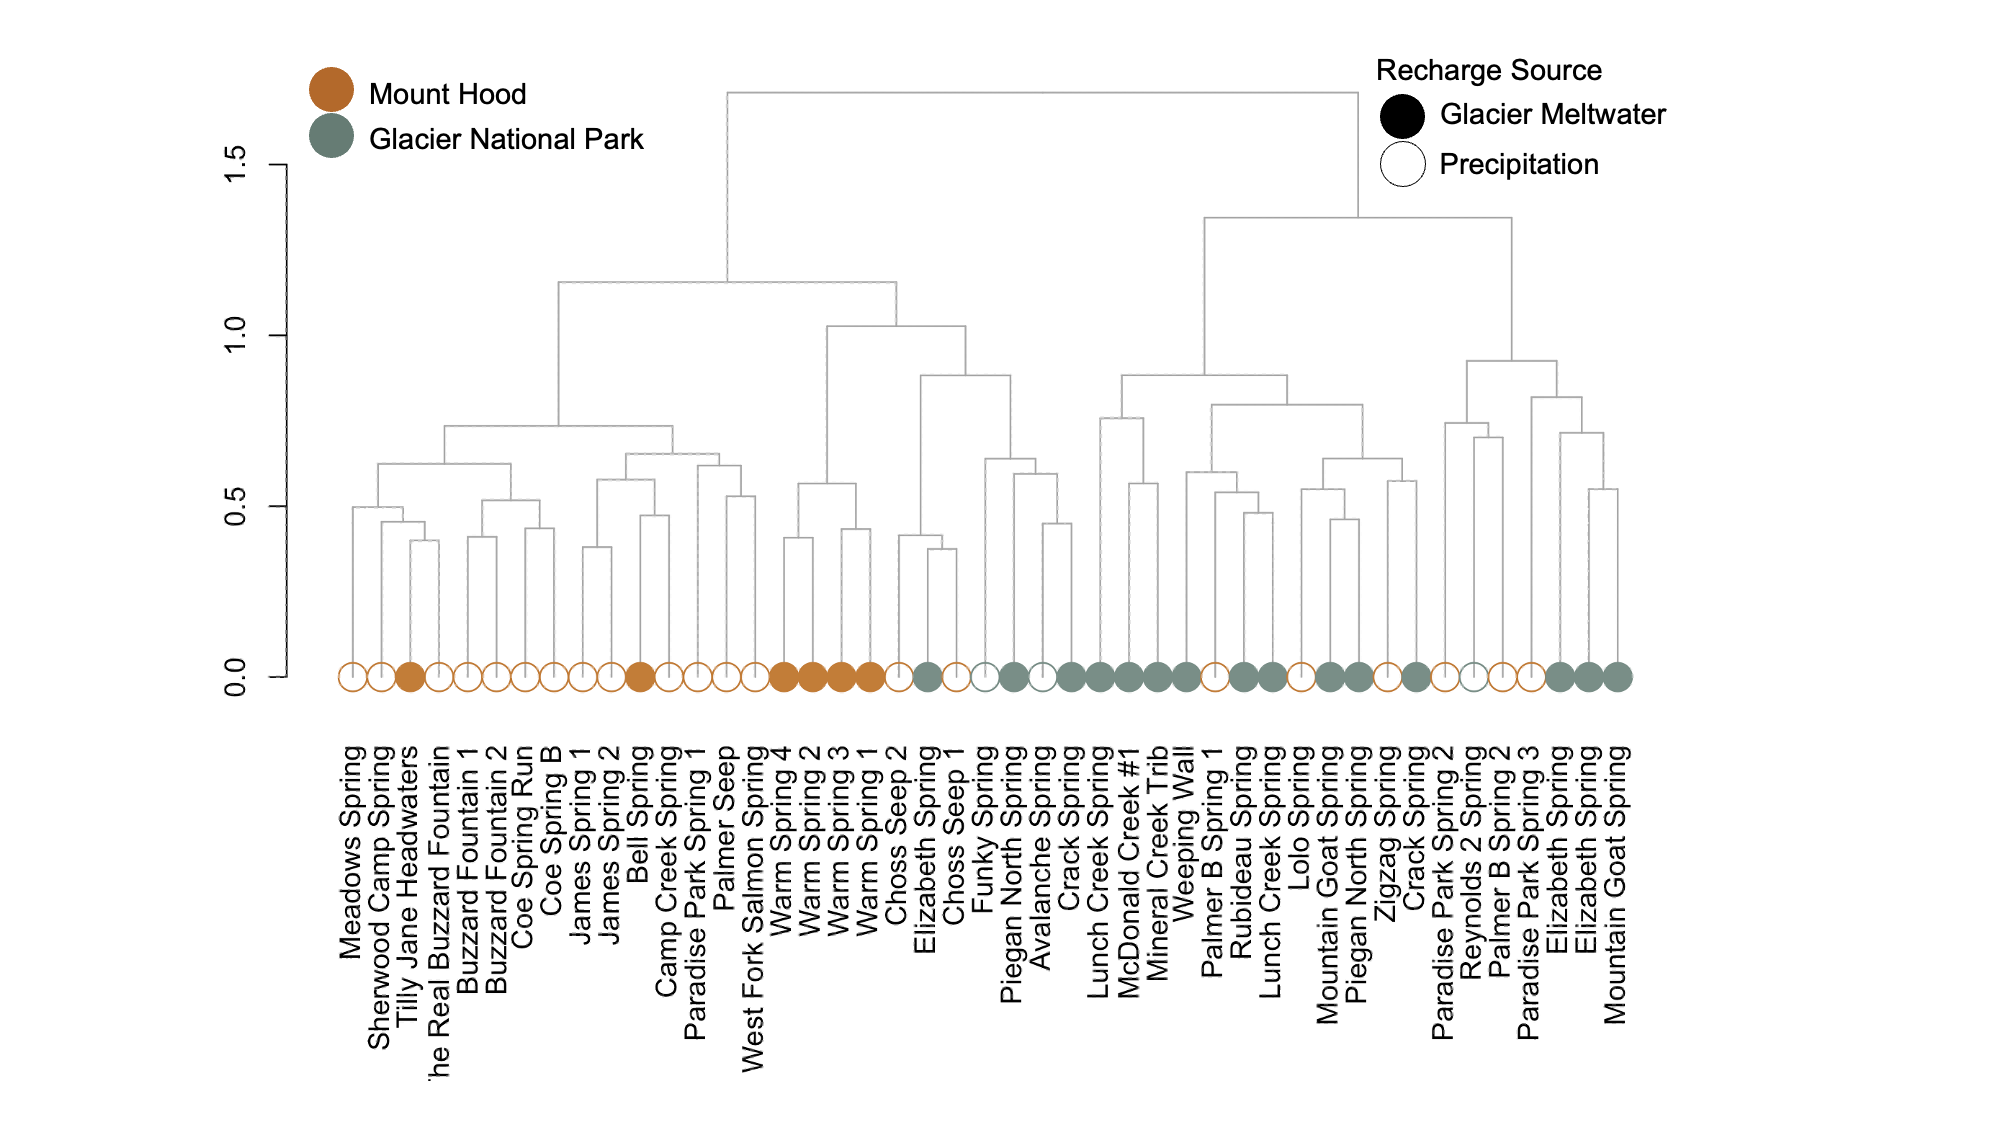 Mount Hood
Glacier National Park
Recharge Source
Glacier Meltwater
Precipitation
1.5
1.0
0.5
0.0
Meadows Spring
Sherwood Camp Spring
Tilly Jane Headwaters
he Real Buzzard Fountain
Buzzard Fountain 1
Buzzard Fountain 2
Coe Spring Run
Coe Spring B
James Spring 1
James Spring 2
Bell Spring
Camp Creek Spring
Paradise Park Spring 1
Palmer Seep
West Fork Salmon Spring
Warm Spring 4
Warm Spring 2
Warm Spring 3
Warm Spring 1
Choss Seep 2
Elizabeth Spring
Choss Seep 1
Funky Spring
Piegan North Spring
Avalanche Spring
Crack Spring
Lunch Creek Spring
McDonald Creek #1
Mineral Creek Trib
Weeping Wall
Palmer B Spring 1
Rubideau Spring
Lunch Creek Spring
Lolo Spring
Mountain Goat Spring
Piegan North Spring
Zigzag Spring
Crack Spring
Paradise Park Spring 2
Reynolds 2 Spring
Palmer B Spring 2
Paradise Park Spring 3
Elizabeth Spring
Elizabeth Spring
Mountain Goat Spring